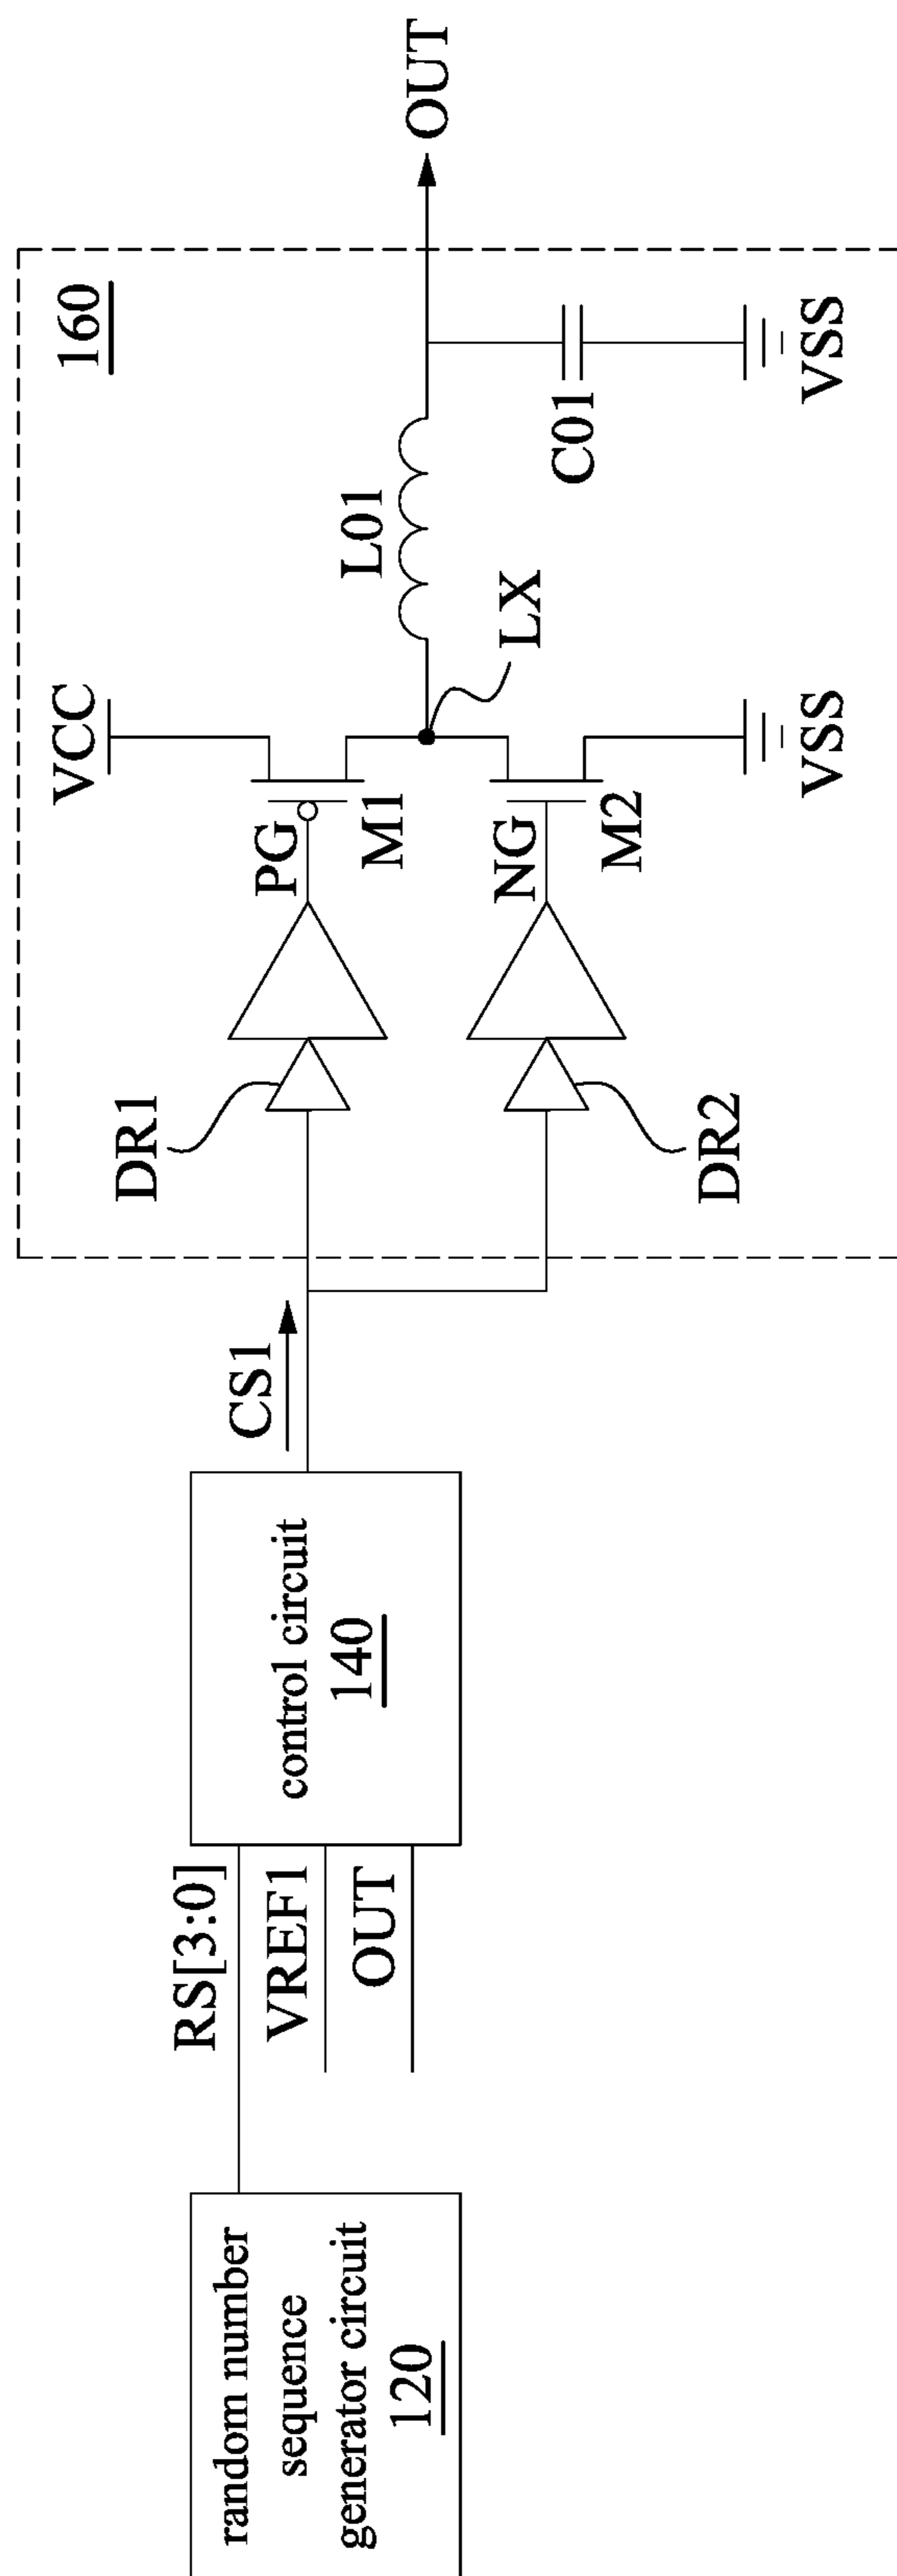 random number
sequence
generator circuit
120
RS[3:0]
VREF1
OUT
control circuit
140
CS1
160
DR1
DR2
PG
NG
VCC
M1
M2
LX
L01
C01
VSS
VSS
OUT